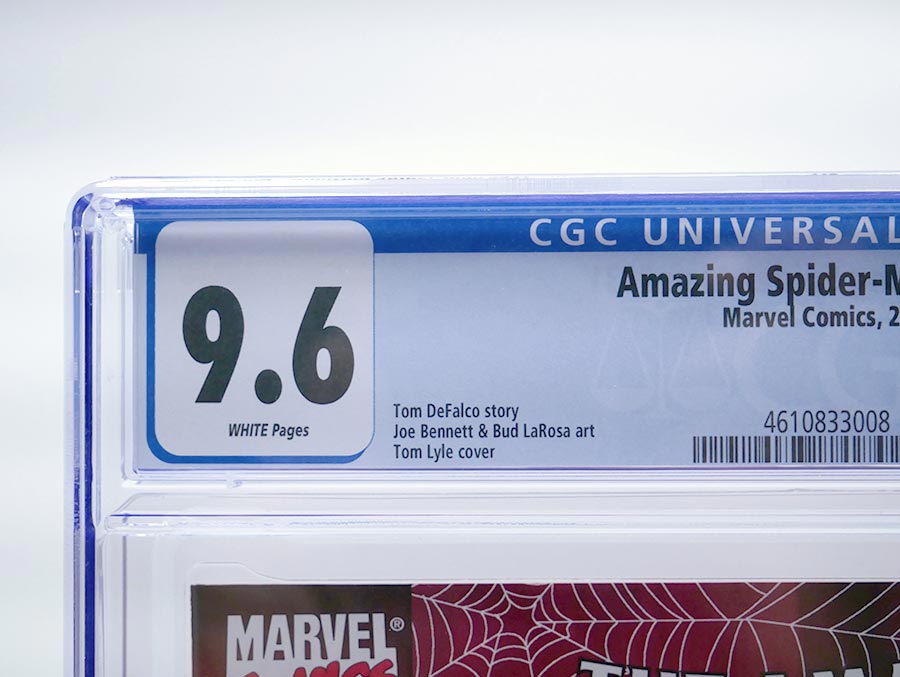 CGC UNIVERSAL
9.6
WHITE Pages
Amazing Spider-M
Marvel Comics, 2
Tom DeFalco story
Joe Bennett & Bud LaRosa art
Tom Lyle cover
4610833008
MARVEL®
COMICS